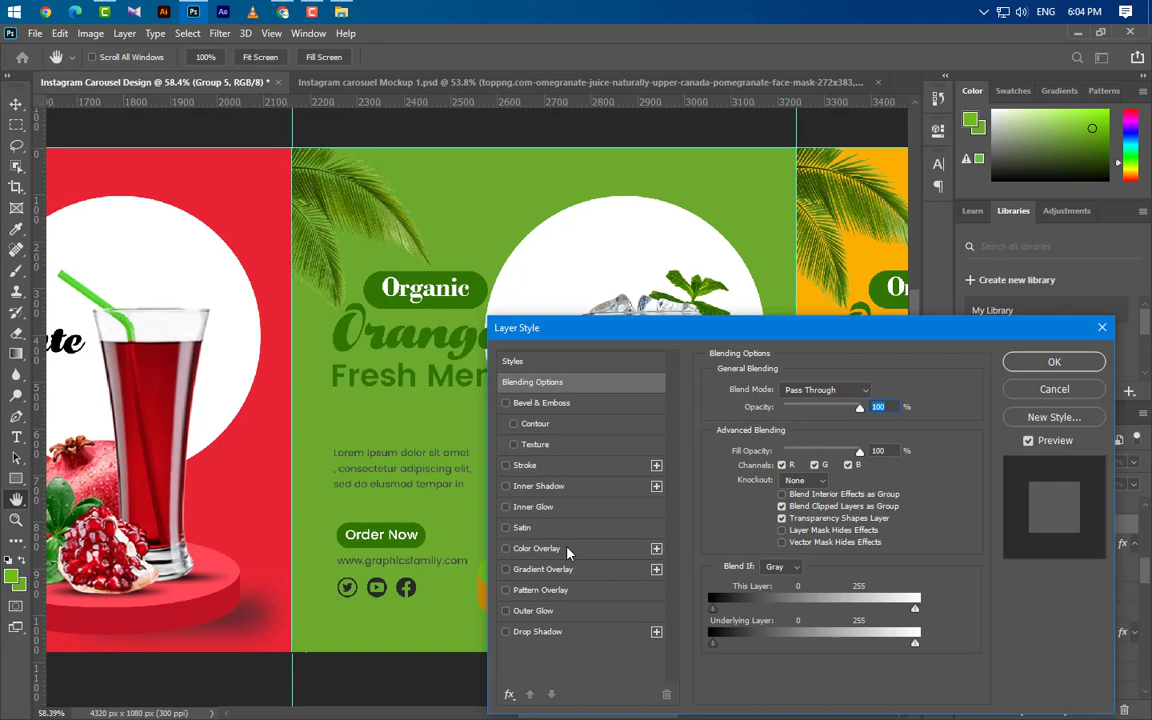 Ai
Ps
Ae
ENG
6:04 PM
Ps
File
Edit
Image
Layer
Type
Select
Filter
3D
View
Window
Help
Scroll All Windows
100%
Fit Screen
Fill Screen
Instagram Carousel Design @ 58.4% (Group 5, RGB/8) *
Instagram carousel Mockup 1.psd @ 53.8% (toppng.com-omegranate-juice-naturally-upper-canada-pomegranate-face-mask-272x383,...
1700
1800
1900
2000
2100
2200
2300
2400
2500
2600
2700
2800
2900
3000
3100
3200
3300
3400
Color
Swatches
Gradients
Patterns
Learn
Libraries
Adjustments
Search all libraries
Create new library
My Library
Organic
Fresh
Order Now
www.graphicsfamily.com
Lorem ipsum dolor sit amet
, consectetur adipiscing elit,
sed do eiusmod tempor in
Layer Style
Styles
Blending Options
Bevel & Emboss
Contour
Texture
Stroke
Inner Shadow
Inner Glow
Satin
Color Overlay
Gradient Overlay
Pattern Overlay
Outer Glow
Drop Shadow
fx
Blending Options
General Blending
Blend Mode: Pass Through
Opacity: 100 %
Advanced Blending
Fill Opacity: 100 %
Channels: R G B
Knockout: None
Blend Interior Effects as Group
Blend Clipped Layers as Group
Transparency Shapes Layer
Layer Mask Hides Effects
Vector Mask Hides Effects
Blend If: Gray
This Layer: 0 255
Underlying Layer: 0 255
OK
Cancel
New Style...
Preview
58.39%
4320 px x 1080 px (300 ppi)